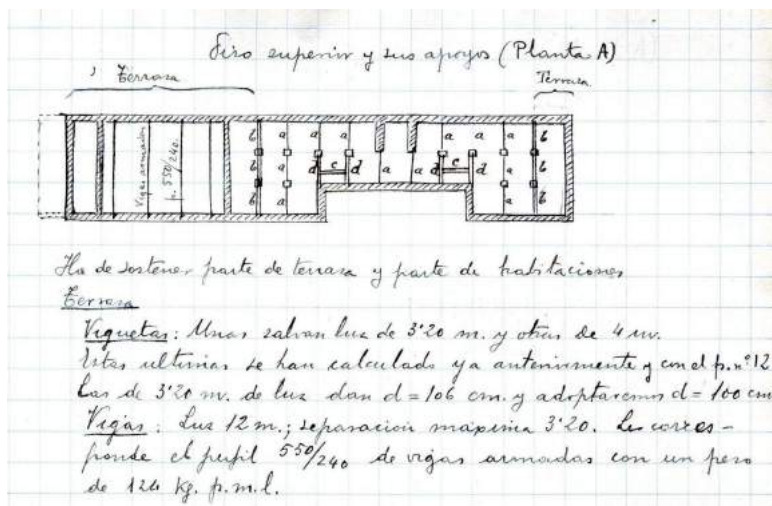 Piso superior y sus apoyos (Planta A)
Terraza
Terraza
b a a a a a a b
Vigas armadas
p. 550/240.
b a d c d a a d c d a b
b a a b
Ha de sostener parte de terraza y parte de habitaciones
Terraza
Viguetas: Unas salvan luz de 3'20 m. y otras de 4 m.
Estas ultimas se han calculado ya anteriormente y con el p. nº 12
Las de 3'20 m. de luz dan d = 106 cm. y adoptaremos d = 100 cm
Vigas: Luz 12 m.; separación maxima 3'20. Les corres-
ponde el perfil 550/240 de vigas armadas con un peso
de 124 kg. p. m. l.